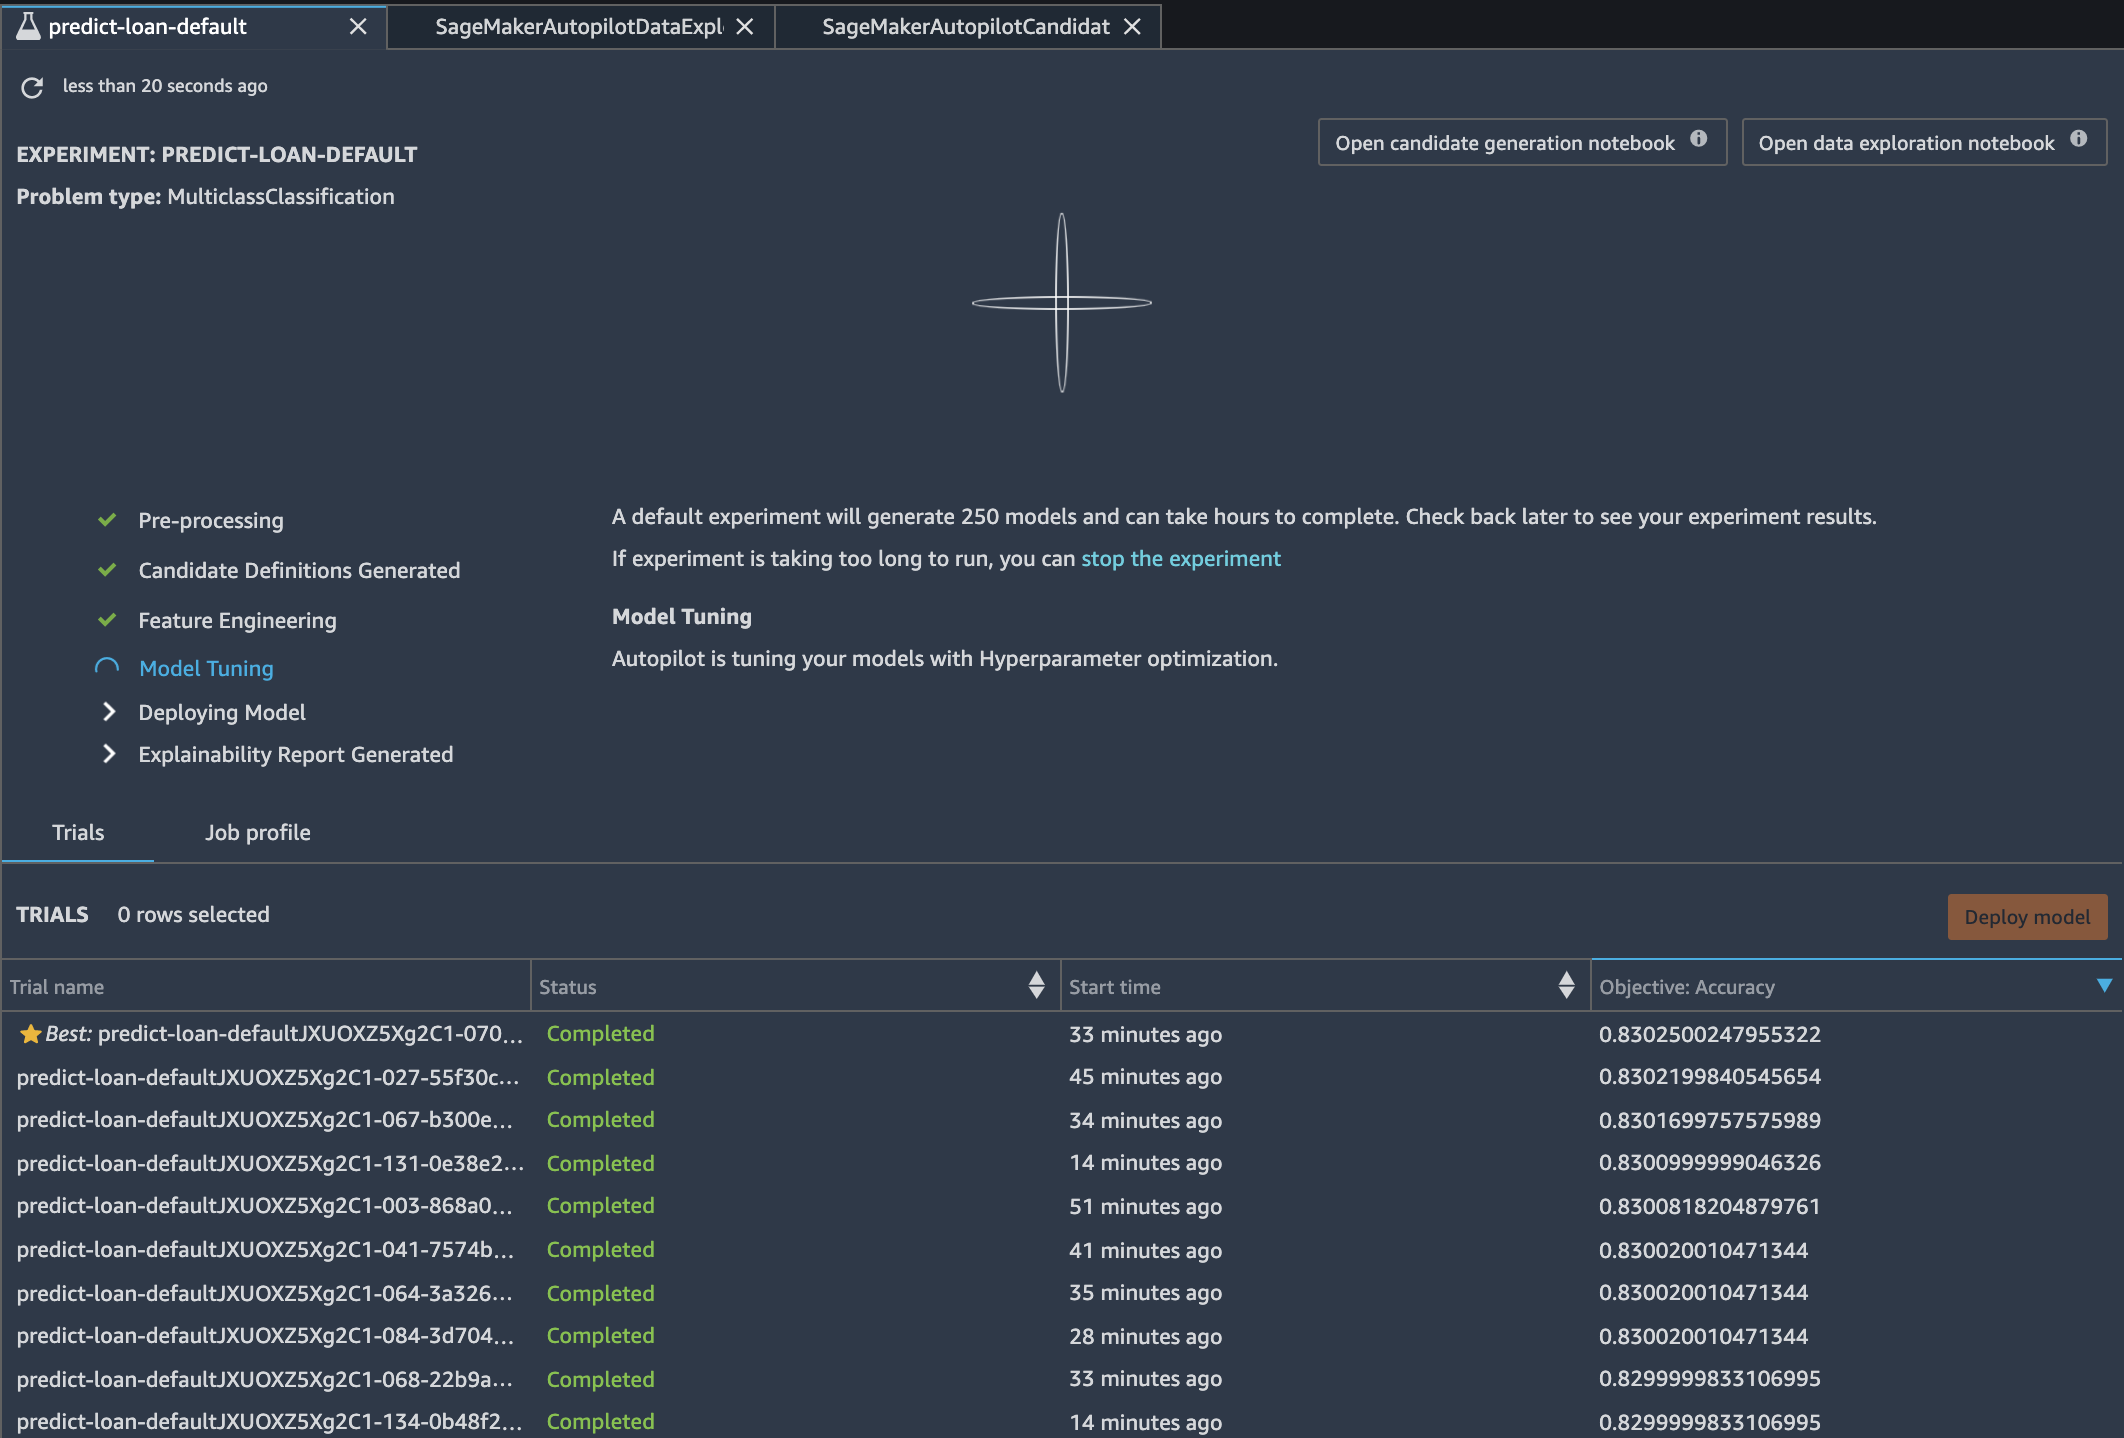 predict-loan-default SageMakerAutopilotDataExpl SageMakerAutopilotCandidat
less than 20 seconds ago
Open candidate generation notebook Open data exploration notebook
EXPERIMENT: PREDICT-LOAN-DEFAULT
Problem type: MulticlassClassification
Pre-processing
Candidate Definitions Generated
Feature Engineering
Model Tuning
Deploying Model
Explainability Report Generated
A default experiment will generate 250 models and can take hours to complete. Check back later to see your experiment results.
If experiment is taking too long to run, you can stop the experiment
Model Tuning
Autopilot is tuning your models with Hyperparameter optimization.
Trials Job profile
TRIALS 0 rows selected Deploy model
Trial name Status Start time Objective: Accuracy
Best: predict-loan-defaultJXUOXZ5Xg2C1-070... Completed 33 minutes ago 0.8302500247955322
predict-loan-defaultJXUOXZ5Xg2C1-027-55f30c... Completed 45 minutes ago 0.8302199840545654
predict-loan-defaultJXUOXZ5Xg2C1-067-b300e... Completed 34 minutes ago 0.8301699757575989
predict-loan-defaultJXUOXZ5Xg2C1-131-0e38e2... Completed 14 minutes ago 0.8300999999046326
predict-loan-defaultJXUOXZ5Xg2C1-003-868a0... Completed 51 minutes ago 0.8300818204879761
predict-loan-defaultJXUOXZ5Xg2C1-041-7574b... Completed 41 minutes ago 0.830020010471344
predict-loan-defaultJXUOXZ5Xg2C1-064-3a326... Completed 35 minutes ago 0.830020010471344
predict-loan-defaultJXUOXZ5Xg2C1-084-3d704... Completed 28 minutes ago 0.830020010471344
predict-loan-defaultJXUOXZ5Xg2C1-068-22b9a... Completed 33 minutes ago 0.8299999833106995
predict-loan-defaultJXUOXZ5Xg2C1-134-0b48f2... Completed 14 minutes ago 0.8299999833106995